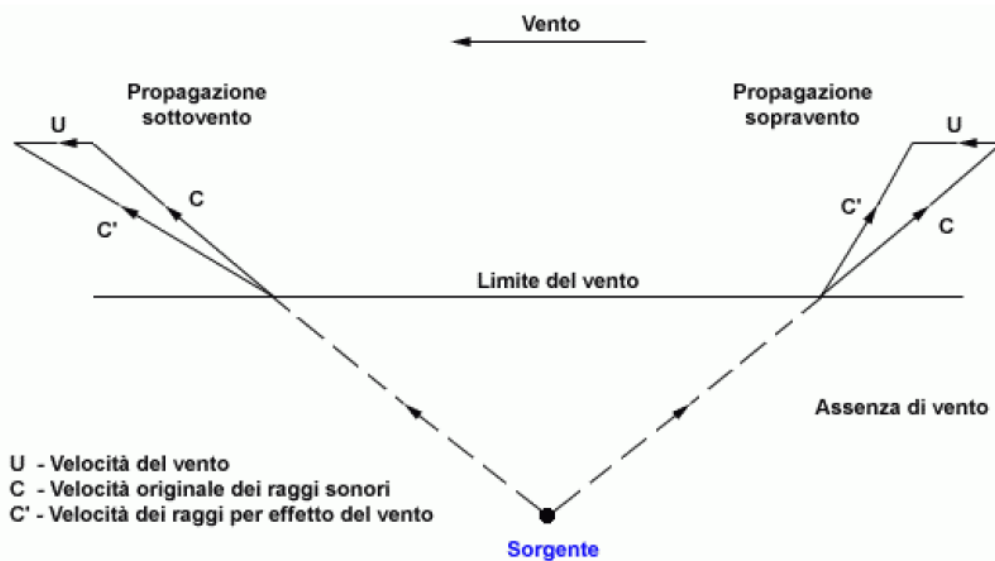 Vento
Propagazione
sottovento
Propagazione
sopravento
U
U
C
C'
C'
C
Limite del vento
Assenza di vento
U - Velocità del vento
C - Velocità originale dei raggi sonori
C' - Velocità dei raggi per effetto del vento
Sorgente